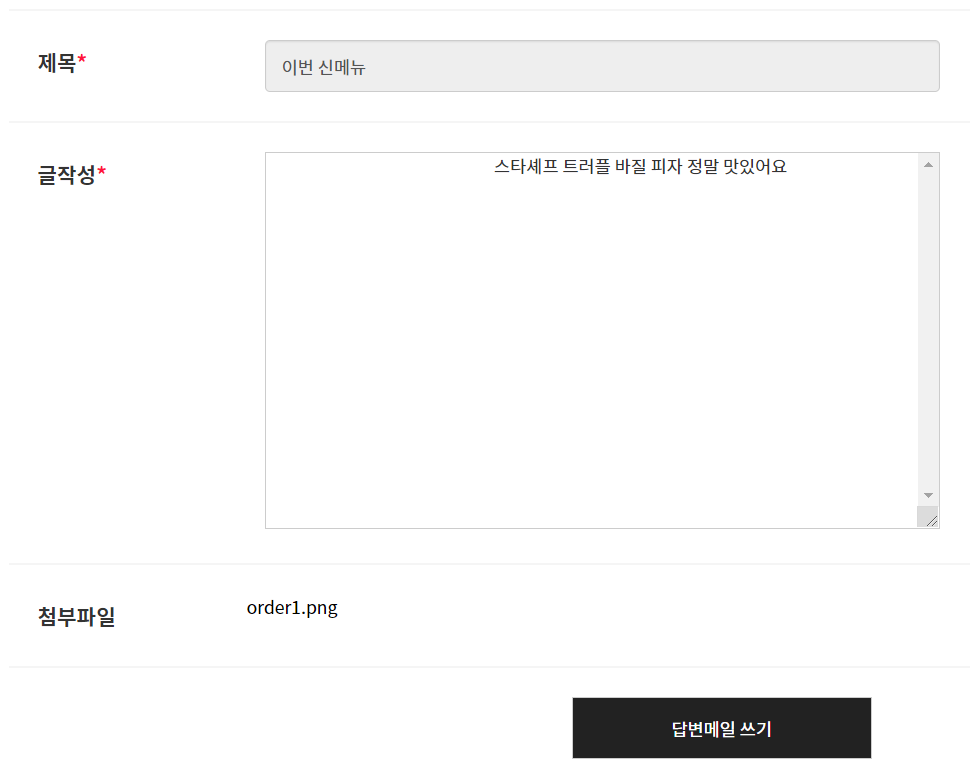 제목*
이번 신메뉴
글작성*
스타셰프 트러플 바질 피자 정말 맛있어요
첨부파일
order1.png
답변메일 쓰기